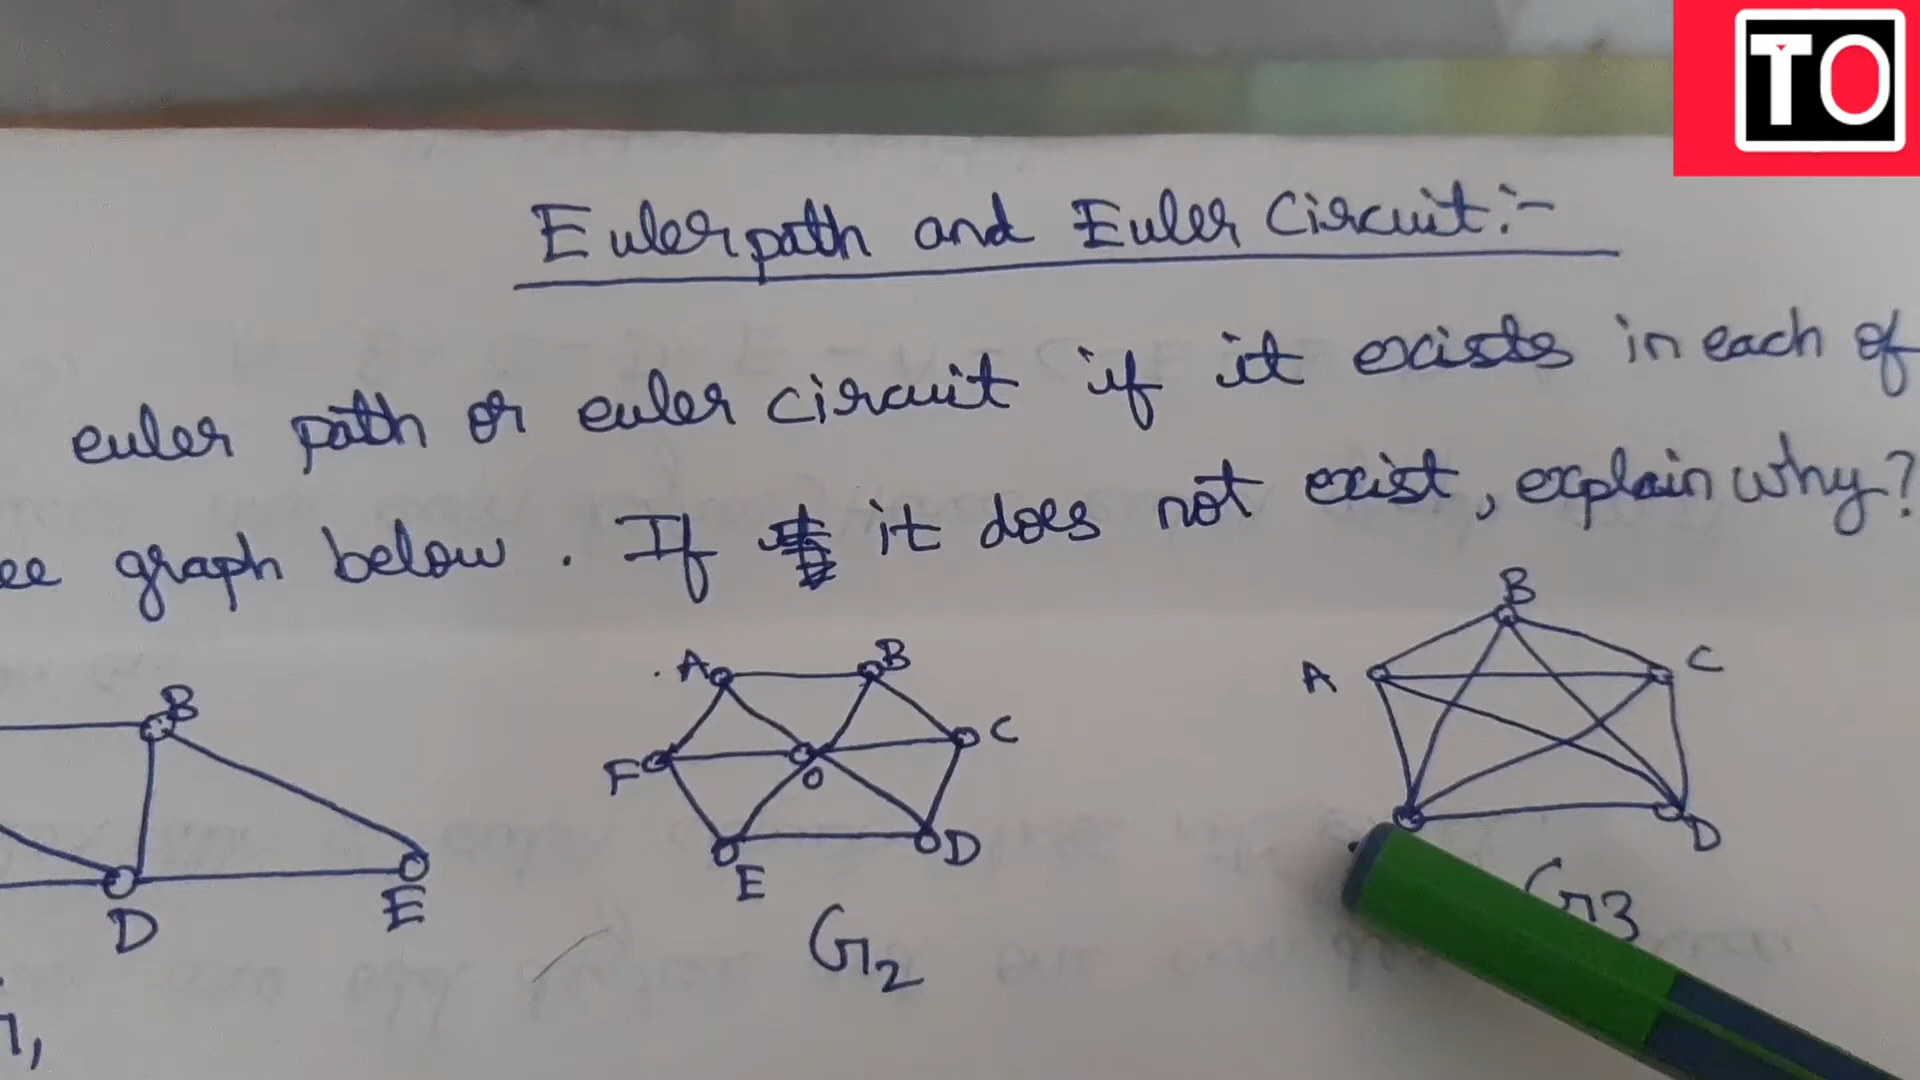 TO
Euler path and Euler Circuit:-
euler path or euler circuit if it exists in each of
ee graph below. If it does not exist, explain why?
B
D
E
A
B
C
F
O
E
D
G2
B
A
C
D
G3